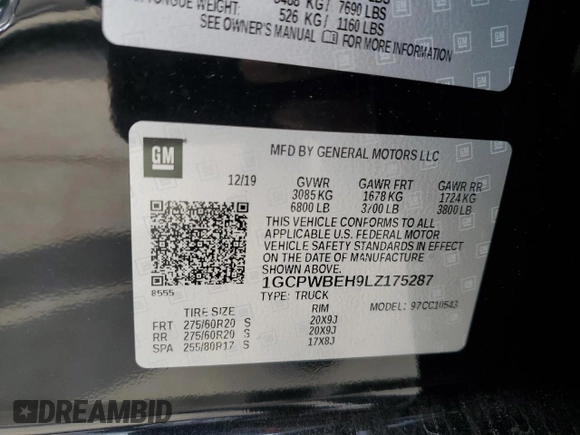 7690 LBS
TONGUE WEIGHT: 526 KG/ 1160 LBS
SEE OWNER'S MANUAL FOR MORE INFORMATION
GM
MFD BY GENERAL MOTORS LLC
12/19 GVWR GAWR FRT GAWR RR
3085 KG 1678 KG 1724 KG
6800 LB 3700 LB 3800 LB
THIS VEHICLE CONFORMS TO ALL
APPLICABLE U.S. FEDERAL MOTOR
VEHICLE SAFETY STANDARDS IN EFFECT
ON THE DATE OF MANUFACTURE
SHOWN ABOVE.
8555
1GCPWBEH9LZ175287
TYPE: TRUCK 97CC10543
TIRE SIZE RIM
FRT 275/60R20 S 20X9J
RR 275/60R20 S 20X9J
SPA 255/80R17 S 17X8J
DREAMBID